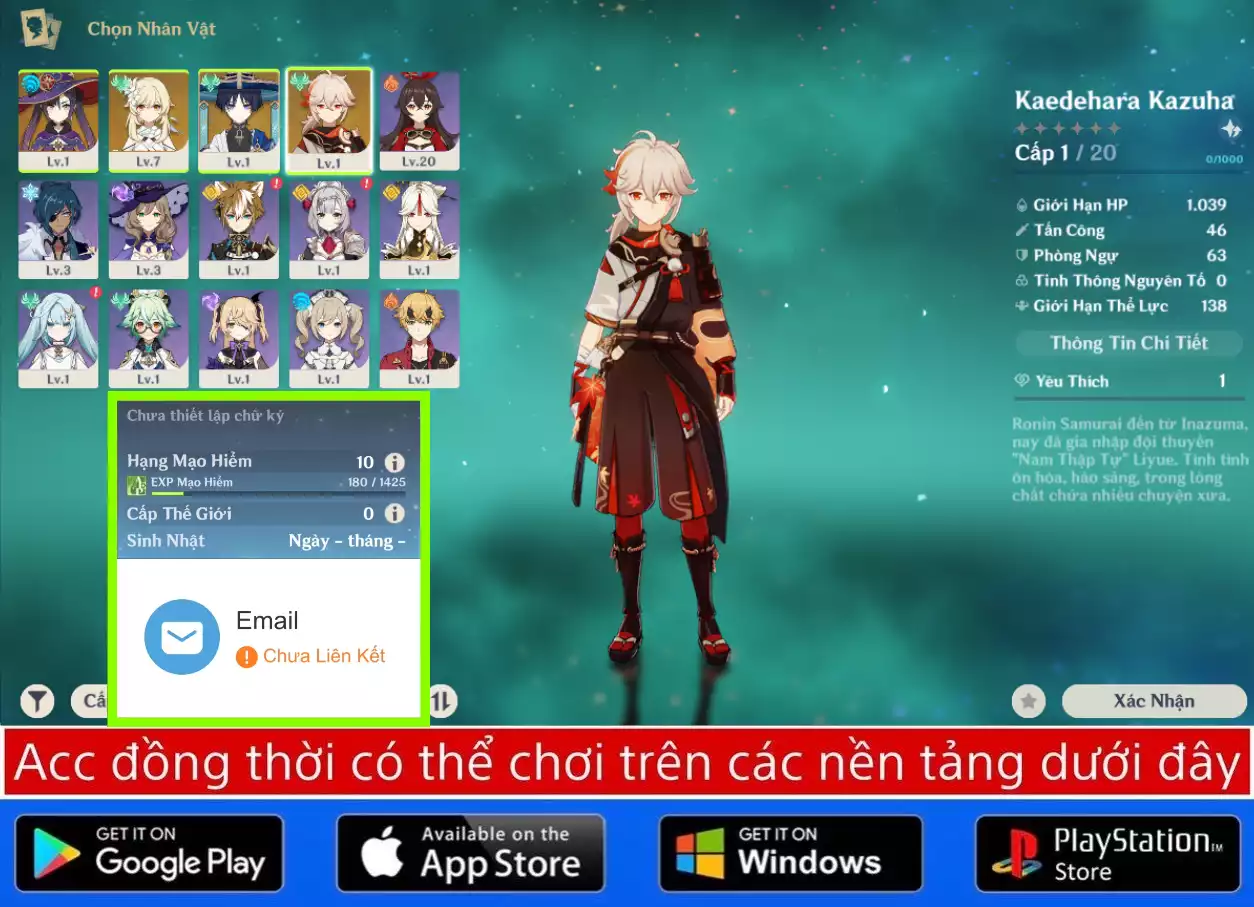 Chọn Nhân Vật
Lv.1
Lv.7
Lv.1
Lv.1
Lv.20
Lv.3
Lv.3
Lv.1
Lv.1
Lv.1
Lv.1
Lv.1
Lv.1
Lv.1
Lv.1
Kaedehara Kazuha
Cấp 1 / 20
0/1000
Giới Hạn HP 1.039
Tấn Công 46
Phòng Ngự 63
Tinh Thông Nguyên Tố 0
Giới Hạn Thể Lực 138
Thông Tin Chi Tiết
Yêu Thích 1
Ronin Samurai đến từ Inazuma,
nay đã gia nhập đội thuyền
"Nam Thập Tự" Liyue. Tính tình
ôn hòa, hào sảng, trong lòng
chất chứa nhiều chuyện xưa.
Chưa thiết lập chữ ký
Hạng Mạo Hiểm 10
EXP Mạo Hiểm 180 / 1425
Cấp Thế Giới 0
Sinh Nhật Ngày - tháng -
Email
Chưa Liên Kết
Xác Nhận
Acc đồng thời có thể chơi trên các nền tảng dưới đây
GET IT ON
Google Play
Available on the
App Store
GET IT ON
Windows
PlayStation™
Store